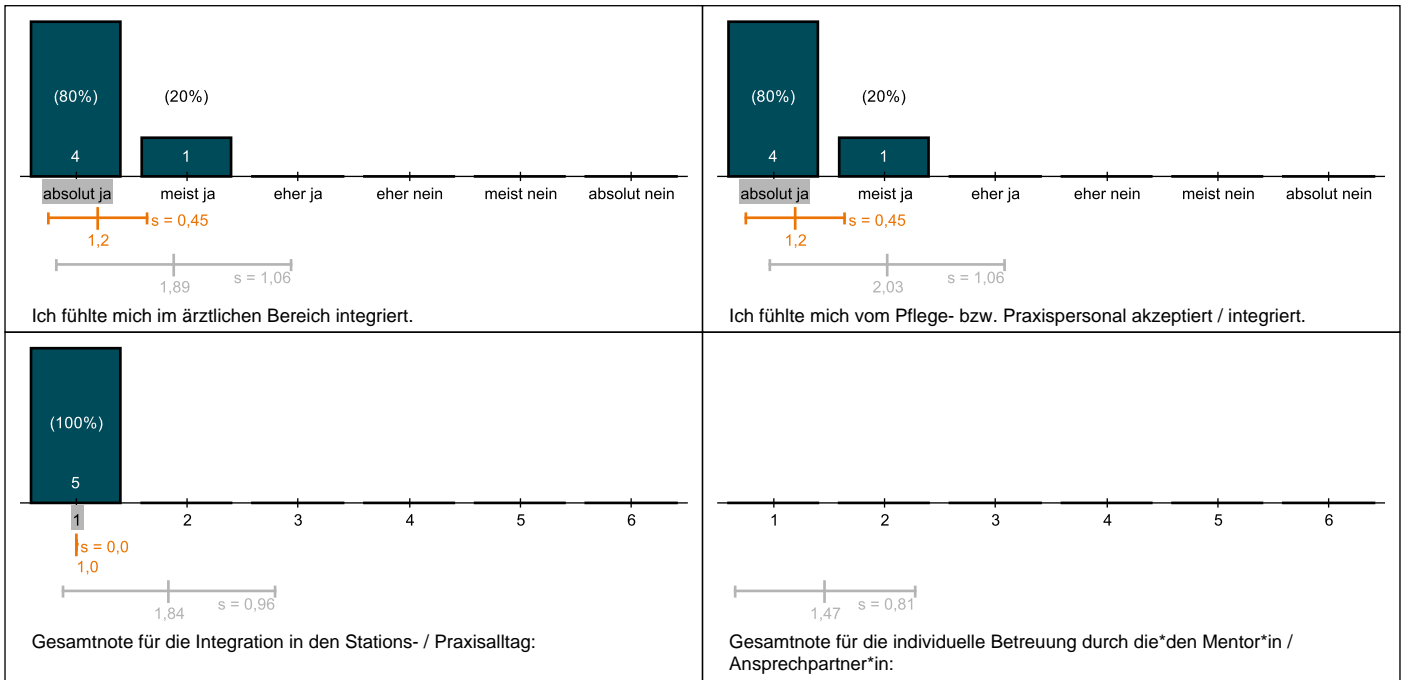 (80%) (20%)
4 1
absolut ja meist ja eher ja eher nein meist nein absolut nein
s = 0,45
1,2
s = 1,06
1,89
Ich fühlte mich im ärztlichen Bereich integriert.
(80%) (20%)
4 1
absolut ja meist ja eher ja eher nein meist nein absolut nein
s = 0,45
1,2
s = 1,06
2,03
Ich fühlte mich vom Pflege- bzw. Praxispersonal akzeptiert / integriert.
(100%)
5
1 2 3 4 5 6
s = 0,0
1,0
s = 0,96
1,84
Gesamtnote für die Integration in den Stations- / Praxisalltag:
1 2 3 4 5 6
s = 0,81
1,47
Gesamtnote für die individuelle Betreuung durch die*den Mentor*in /
Ansprechpartner*in: